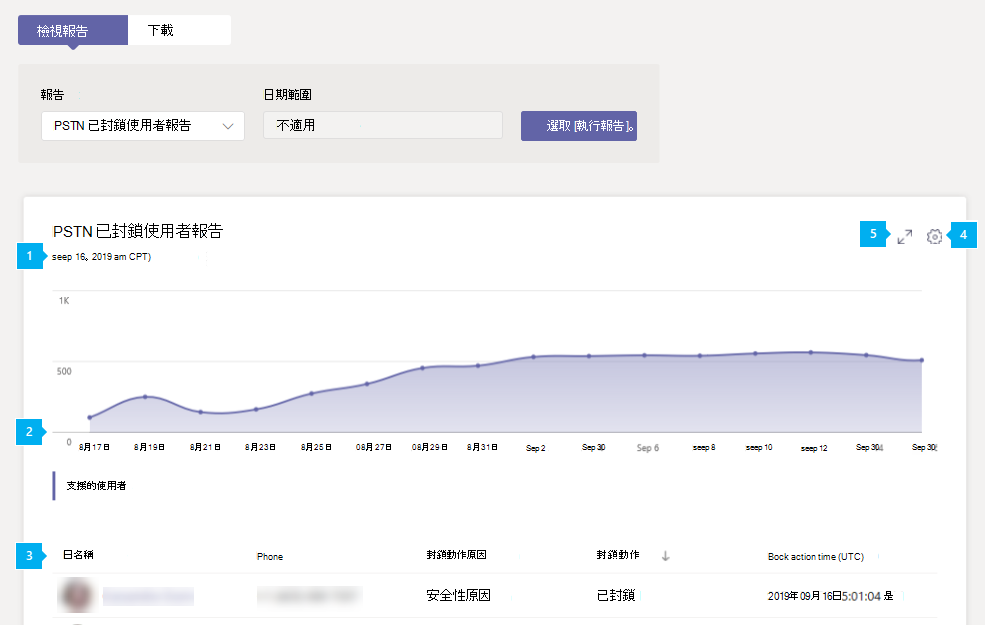 檢視報告 下載
報告 日期範圍
PSTN 已封鎖使用者報告 不適用 選取 [執行報告]。
PSTN 已封鎖使用者報告 5 4
1 seep 16, 2019 am CPT)
1K
500
2 0
8月17日 8月19日 8月21日 8月23日 8月25日 08月27日 08月29日 8月31日 Sep 2 Sep 30 Sep 6 seep 8 seep 10 seep 12 Sep 30 Sep 30
支援的使用者
3 日名稱 Phone 封鎖動作原因 封鎖動作 Bock action time (UTC)
安全性原因 已封鎖 2019年 09月 16日5:01:04 是